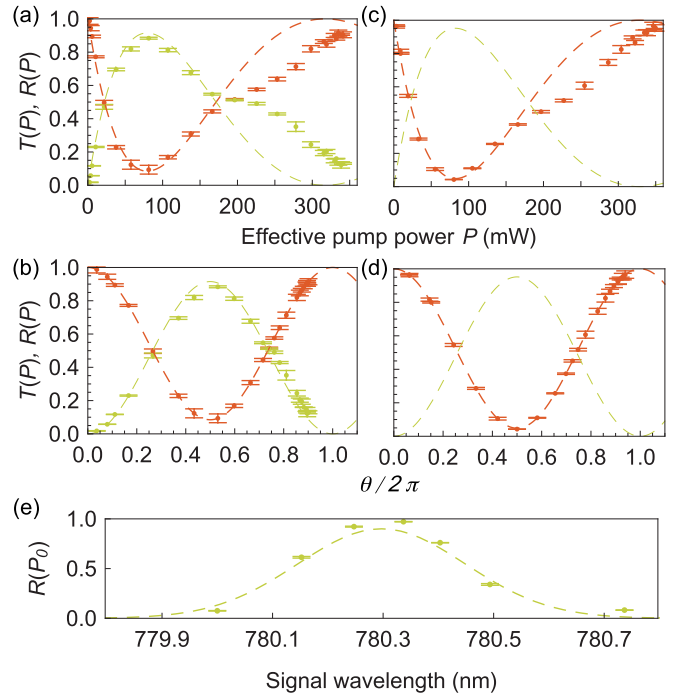 (a)
(c)
T(P), R(P)
1.0
0.8
0.6
0.4
0.2
0.0
0 100 200 300 0 100 200 300
Effective pump power P (mW)
(b)
(d)
T(P), R(P)
1.0
0.8
0.6
0.4
0.2
0.0
0.0 0.2 0.4 0.6 0.8 1.0 0.0 0.2 0.4 0.6 0.8 1.0
θ/2π
(e)
R(P₀)
1.0
0.5
0.0
779.9 780.1 780.3 780.5 780.7
Signal wavelength (nm)